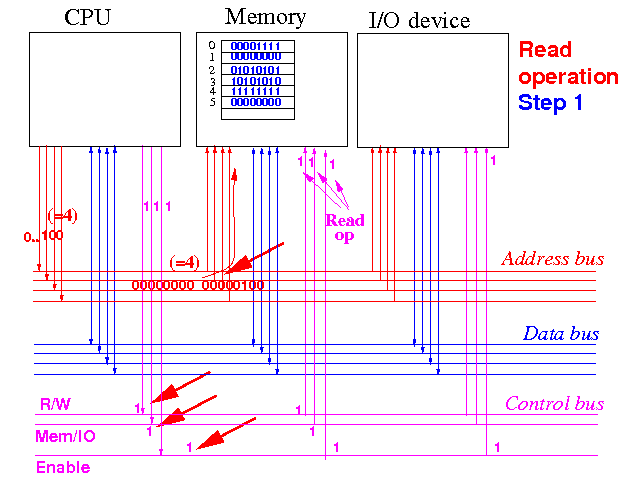 CPU
Memory
I/O device
0 00001111
1 00000000
2 01010101
3 10101010
4 11111111
5 00000000
Read
operation
Step 1
1 1 1
1
1 1 1
Read
op
(=4)
0..100
(=4)
00000000 00000100
Address bus
Data bus
R/W
1
Control bus
Mem/IO
1
1
1
1
Enable